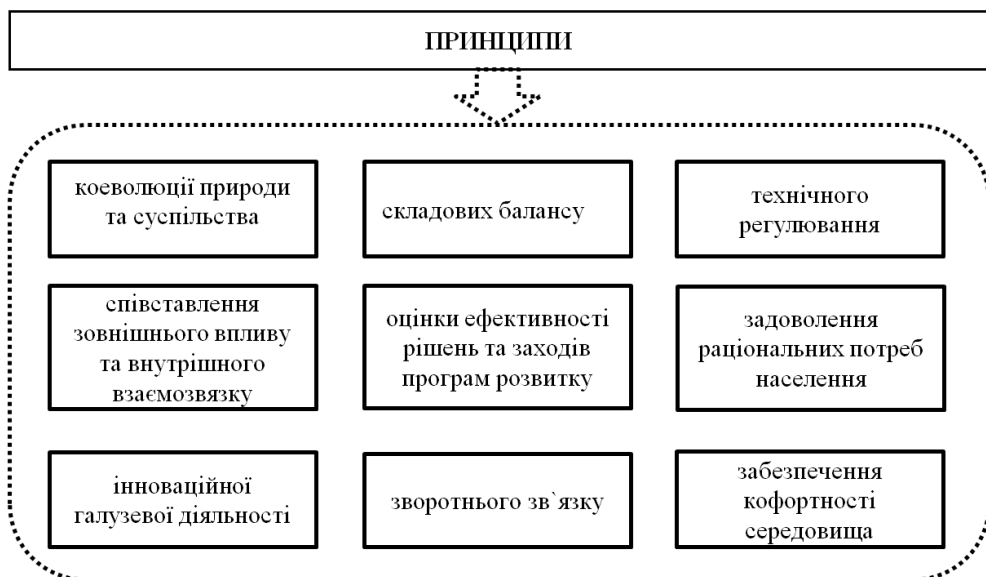 ПРИНЦИПИ
коеволюції природи
та суспільства
складових балансу
технічного
регулювання
співставлення
зовнішнього впливу
та внутрішного
взаємозвязку
оцінки ефективності
рішень та заходів
програм розвитку
задоволення
раціональних потреб
населення
інноваційної
галузевої діяльності
зворотнього зв`язку
забезпечення
кофортності
середовища